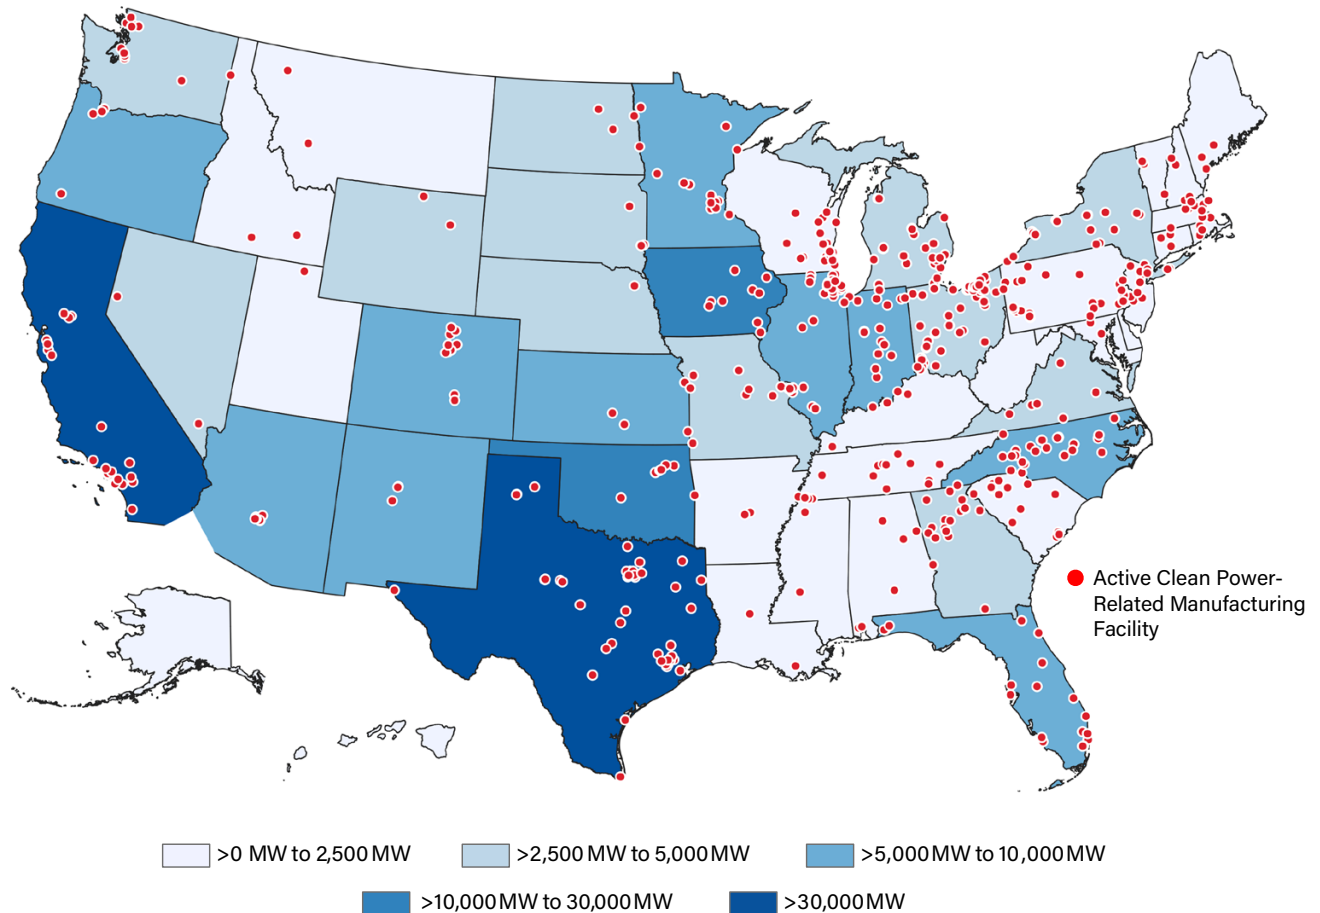 Active Clean Power-
Related Manufacturing
Facility
>0 MW to 2,500 MW
>2,500 MW to 5,000 MW
>5,000 MW to 10,000 MW
>10,000 MW to 30,000 MW
>30,000 MW